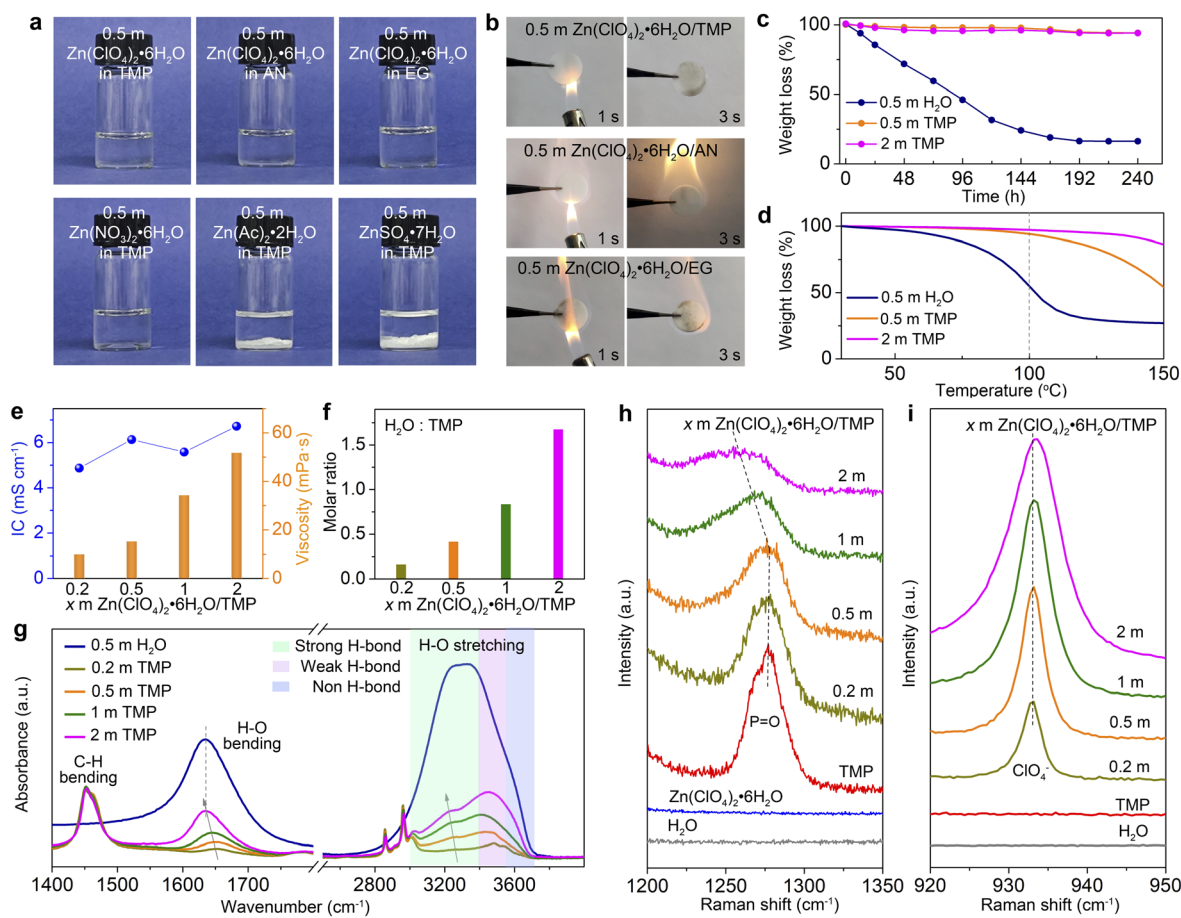 a
0.5 m
Zn(ClO₄)₂•6H₂O
in TMP
0.5 m
Zn(ClO₄)₂•6H₂O
in AN
0.5 m
Zn(ClO₄)₂•6H₂O
in EG
0.5 m
Zn(NO₃)₂•6H₂O
in TMP
0.5 m
Zn(Ac)₂•2H₂O
in TMP
0.5 m
ZnSO₄•7H₂O
in TMP
b
0.5 m Zn(ClO₄)₂•6H₂O/TMP
1 s
3 s
0.5 m Zn(ClO₄)₂•6H₂O/AN
1 s
3 s
0.5 m Zn(ClO₄)₂•6H₂O/EG
1 s
3 s
c
Weight loss (%)
100
50
0
0.5 m H₂O
0.5 m TMP
2 m TMP
0 48 96 144 192 240
Time (h)
d
Weight loss (%)
100
50
0
0.5 m H₂O
0.5 m TMP
2 m TMP
50 100 150
Temperature (°C)
e
IC (mS cm⁻¹)
6
4
2
0
60
40
20
0
Viscosity (mPa·s)
0.2 0.5 1 2
x m Zn(ClO₄)₂•6H₂O/TMP
f
H₂O : TMP
Molar ratio
1.5
1.0
0.5
0.0
0.2 0.5 1 2
x m Zn(ClO₄)₂•6H₂O/TMP
g
Absorbance (a.u.)
0.5 m H₂O
0.2 m TMP
0.5 m TMP
1 m TMP
2 m TMP
Strong H-bond
Weak H-bond
Non H-bond
H-O stretching
C-H
bending
H-O
bending
1400 1600 1700 2800 3200 3600
Wavenumber (cm⁻¹)
h
x m Zn(ClO₄)₂•6H₂O/TMP
Intensity (a.u.)
2 m
1 m
0.5 m
0.2 m
P=O
TMP
Zn(ClO₄)₂•6H₂O
H₂O
1200 1250 1300 1350
Raman shift (cm⁻¹)
i
x m Zn(ClO₄)₂•6H₂O/TMP
Intensity (a.u.)
2 m
1 m
0.5 m
0.2 m
ClO₄⁻
TMP
H₂O
920 930 940 950
Raman shift (cm⁻¹)